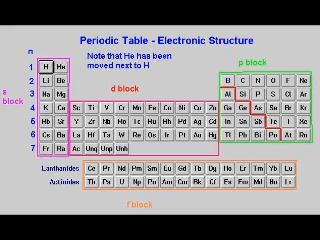 Periodic Table - Electronic Structure
n
Note that He has been
moved next to H
p block
s
block
d block
1 H He
2 Li Be B C N O F Ne
3 Na Mg Al Si P S Cl Ar
4 K Ca Sc Ti V Cr Mn Fe Co Ni Cu Zn Ga Ge As Se Br Kr
5 Rb Sr Y Zr Nb Mo Tc Ru Rh Pd Ag Cd In Sn Sb Te I Xe
6 Cs Ba La Hf Ta W Re Os Ir Pt Au Hg Tl Pb Bi Po At Rn
7 Fr Ra Ac Unq Unp Unh
Lanthanides Ce Pr Nd Pm Sm Eu Gd Tb Dy Ho Er Tm Yb Lu
Actinides Th Pa U Np Pu Am Cm Bk Cf Es Fm Md No Lr
f block